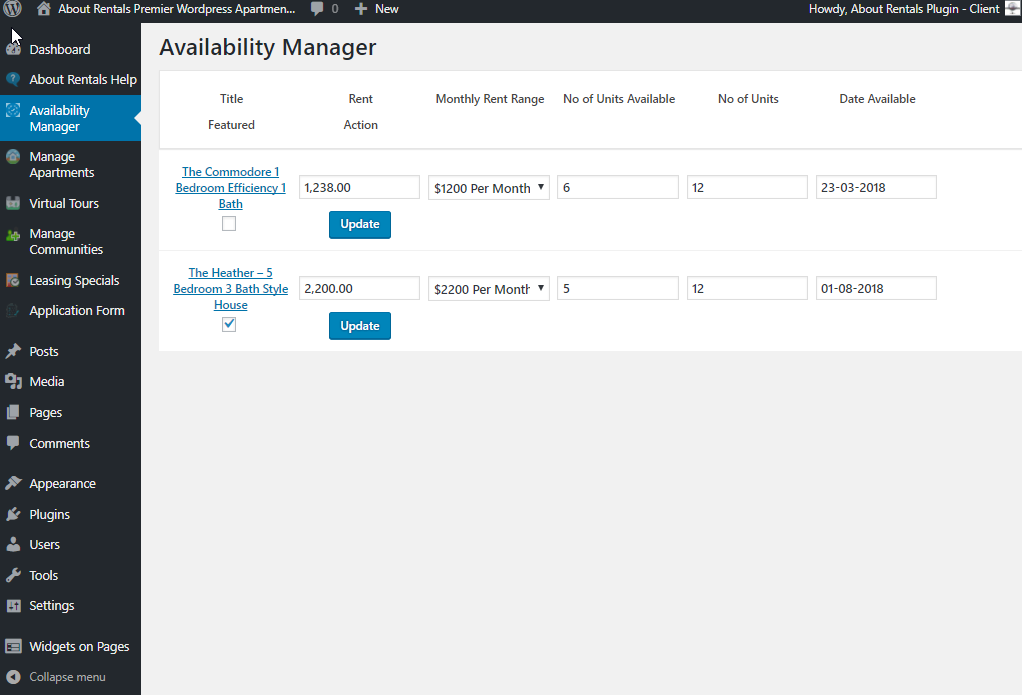 About Rentals Premier Wordpress Apartmen... 0 New Howdy, About Rentals Plugin - Client
Dashboard
About Rentals Help
Availability
Manager
Manage
Apartments
Virtual Tours
Manage
Communities
Leasing Specials
Application Form
Posts
Media
Pages
Comments
Appearance
Plugins
Users
Tools
Settings
Widgets on Pages
Collapse menu
Availability Manager
Title Rent Monthly Rent Range No of Units Available No of Units Date Available
Featured Action
The Commodore 1
Bedroom Efficiency 1
Bath
1,238.00 $1200 Per Month 6 12 23-03-2018
Update
The Heather – 5
Bedroom 3 Bath Style
House
2,200.00 $2200 Per Month 5 12 01-08-2018
Update